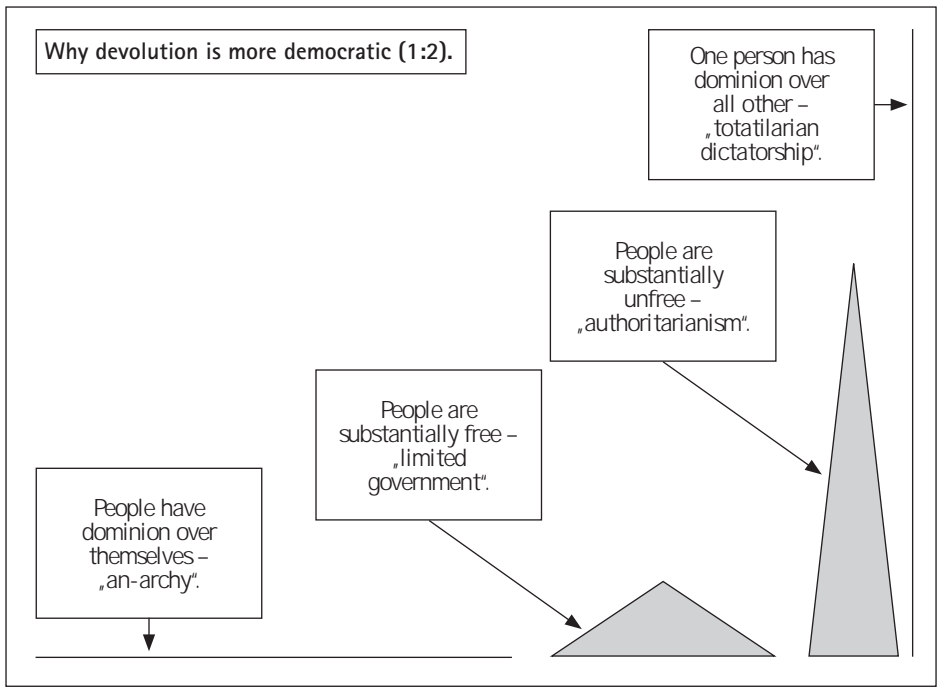 Why devolution is more democratic (1:2).
One person has
dominion over
all other –
„totatilarian
dictatorship“.
People are
substantially
unfree –
„authoritarianism“.
People are
substantially free –
„limited
government“.
People have
dominion over
themselves –
„an-archy“.